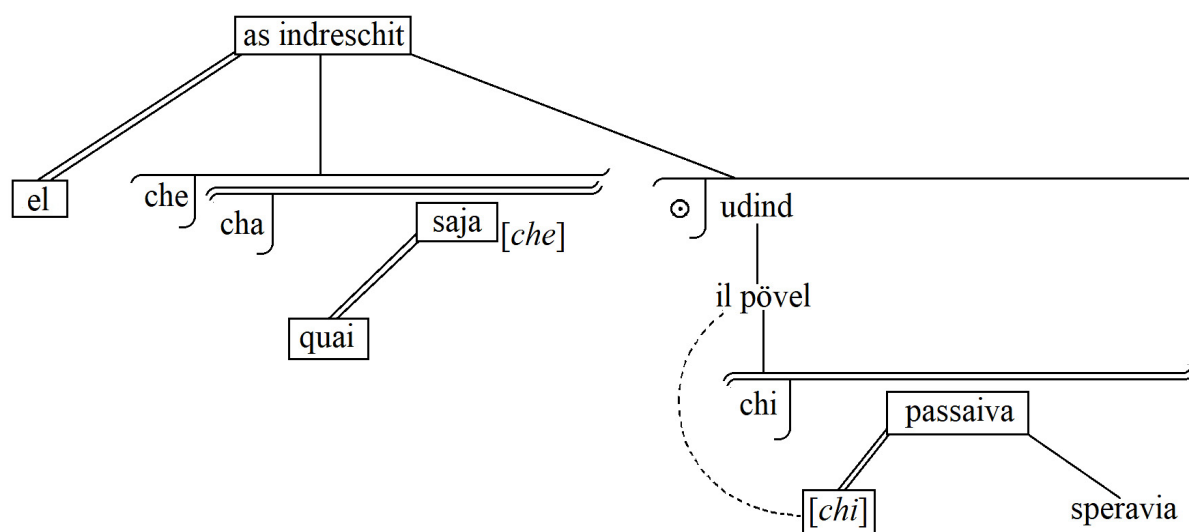 as indreschit
el
che
cha
saja
[che]
udind
quai
il pövel
chi
passaiva
[chi]
speravia